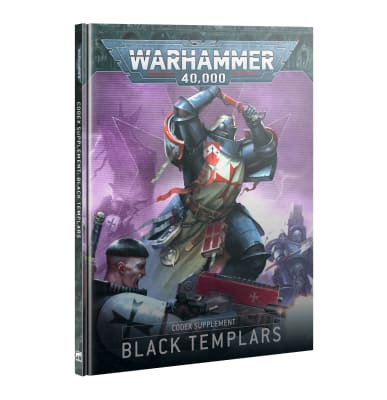 WARHAMMER
40,000
CODEX SUPPLEMENT
BLACK TEMPLARS
CODEX SUPPLEMENT: BLACK TEMPLARS